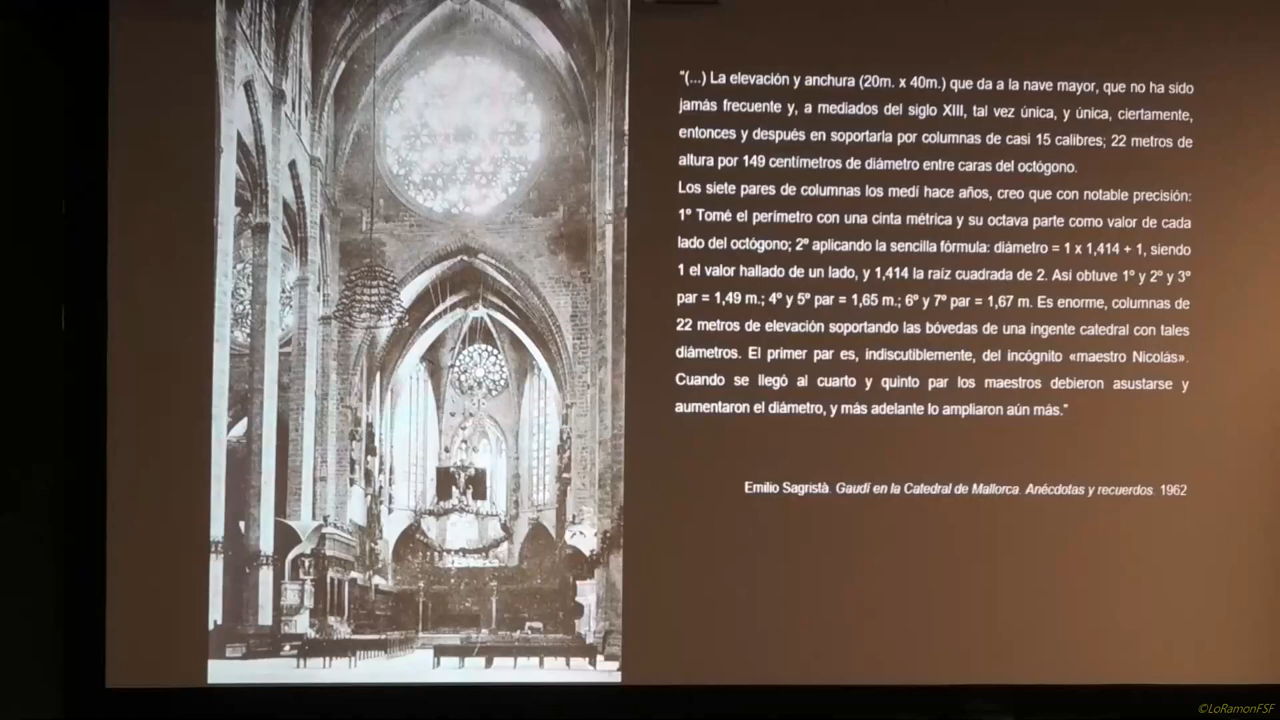 “(...) La elevación y anchura (20m. x 40m.) que da a la nave mayor, que no ha sido
jamás frecuente y, a mediados del siglo XIII, tal vez única, y única, ciertamente,
entonces y después en soportarla por columnas de casi 15 calibres; 22 metros de
altura por 149 centímetros de diámetro entre caras del octógono.
Los siete pares de columnas los medí hace años, creo que con notable precisión:
1º Tomé el perímetro con una cinta métrica y su octava parte como valor de cada
lado del octógono; 2º aplicando la sencilla fórmula: diámetro = 1 x 1,414 + 1, siendo
1 el valor hallado de un lado, y 1,414 la raíz cuadrada de 2. Así obtuve 1º y 2º y 3º
par = 1,49 m.; 4º y 5º par = 1,65 m.; 6º y 7º par = 1,67 m. Es enorme, columnas de
22 metros de elevación soportando las bóvedas de una ingente catedral con tales
diámetros. El primer par es, indiscutiblemente, del incógnito «maestro Nicolás».
Cuando se llegó al cuarto y quinto par los maestros debieron asustarse y
aumentaron el diámetro, y más adelante lo ampliaron aún más.”
Emilio Sagristà. Gaudí en la Catedral de Mallorca. Anécdotas y recuerdos. 1962
©LoRamonFSF